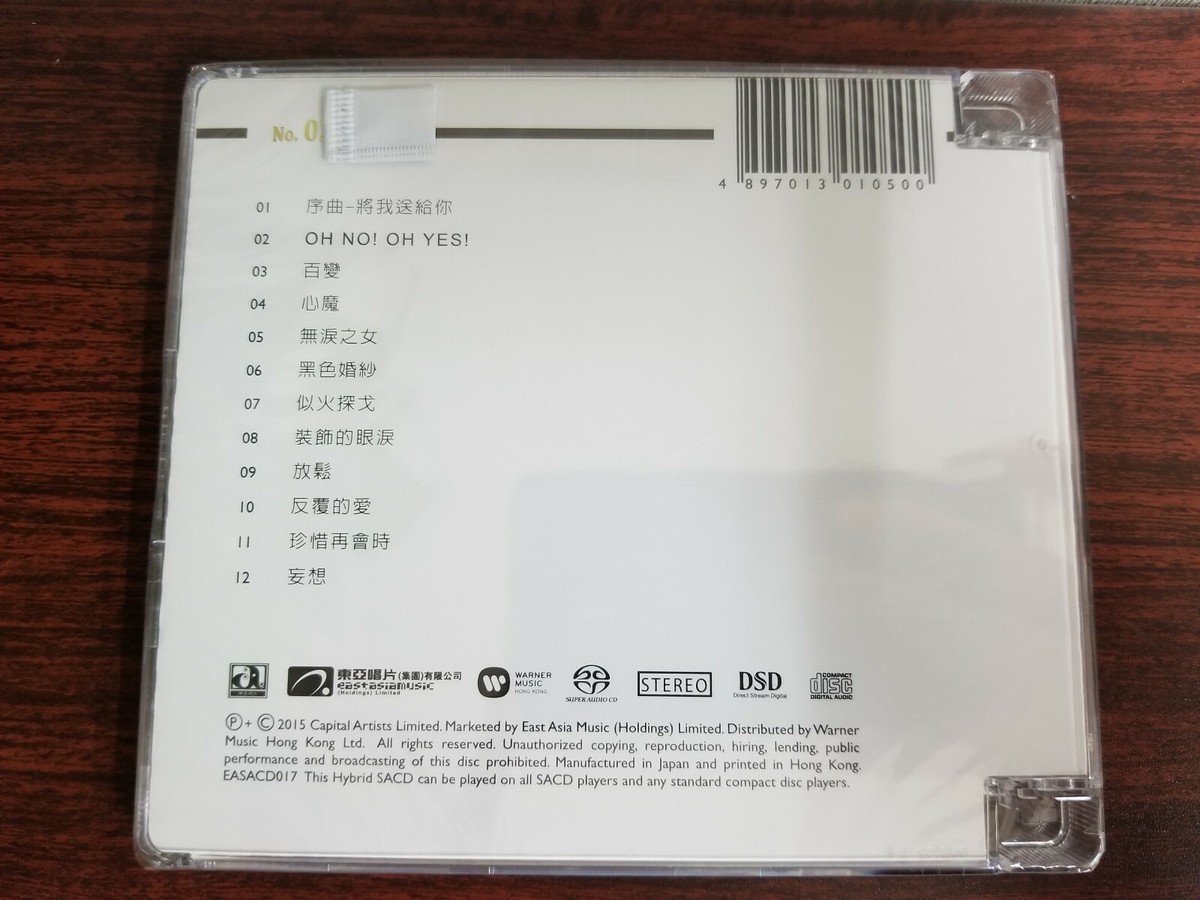 No. 0
4 897013 010500
01 序曲–將我送給你
02 OH NO! OH YES!
03 百變
04 心魔
05 無淚之女
06 黑色婚紗
07 似火探戈
08 裝飾的眼淚
09 放鬆
10 反覆的愛
11 珍惜再會時
12 妄想
東亞唱片(集團)有限公司
eastasiamusic
(Holdings) Limited
WARNER
MUSIC
HONG KONG
SUPER AUDIO CD
STEREO
DSD
Direct Stream Digital
COMPACT
disc
DIGITAL AUDIO
Ⓟ + © 2015 Capital Artists Limited. Marketed by East Asia Music (Holdings) Limited. Distributed by Warner
Music Hong Kong Ltd. All rights reserved. Unauthorized copying, reproduction, hiring, lending, public
performance and broadcasting of this disc prohibited. Manufactured in Japan and printed in Hong Kong.
EASACD017 This Hybrid SACD can be played on all SACD players and any standard compact disc players.